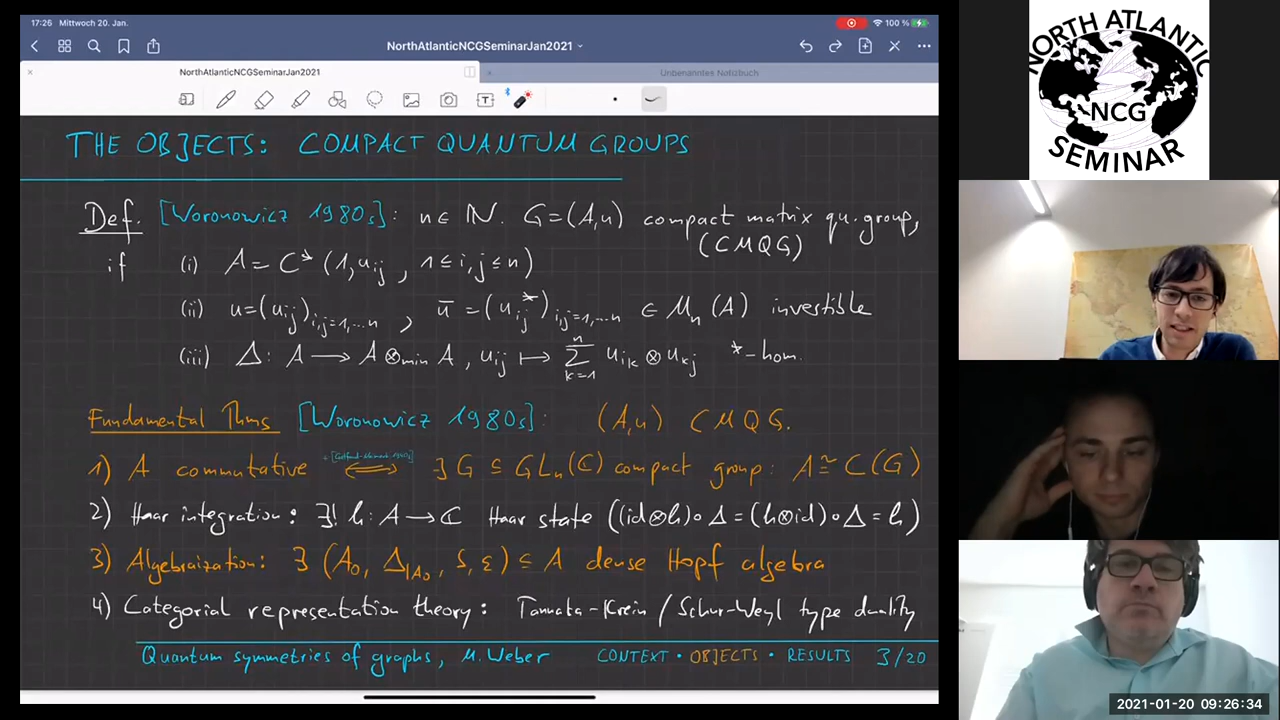 17:26 Mittwoch 20. Jan.
100 %
NorthAtlanticNCGSeminarJan2021
NorthAtlanticNCGSeminarJan2021
Unbenanntes Notizbuch
THE OBJECTS: COMPACT QUANTUM GROUPS
Def. [Woronowicz 1980s]: n ∈ ℕ. G=(A,u) compact matrix qu. group,
(CMQG)
if (i) A = C* (1, u_ij, 1≤i,j≤n)
(ii) u=(u_ij)_{i,j=1,...n}, ū=(u_ij*)_{i,j=1,...n} ∈ M_n(A) invertible
(iii) Δ: A ⟶ A ⊗_min A, u_ij ↦ Σ_{k=1}^n u_ik ⊗ u_kj *-hom.
Fundamental Thms [Woronowicz 1980s]: (A,u) CMQG.
1) A commutative ⟺ ∃ G ⊆ GL_n(ℂ) compact group: A ≅ C(G)
2) Haar integration: ∃! h: A → ℂ Haar state ((id⊗h)∘Δ = (h⊗id)∘Δ = h)
3) Algebraization: ∃ (A_0, Δ_|A_0, S, ε) ⊆ A dense Hopf algebra
4) Categorial representation theory: Tannaka-Krein / Schur-Weyl type duality
Quantum symmetries of graphs, M. Weber CONTEXT · OBJECTS · RESULTS 3/20
NORTH ATLANTIC
NCG
SEMINAR
2021-01-20 09:26:34